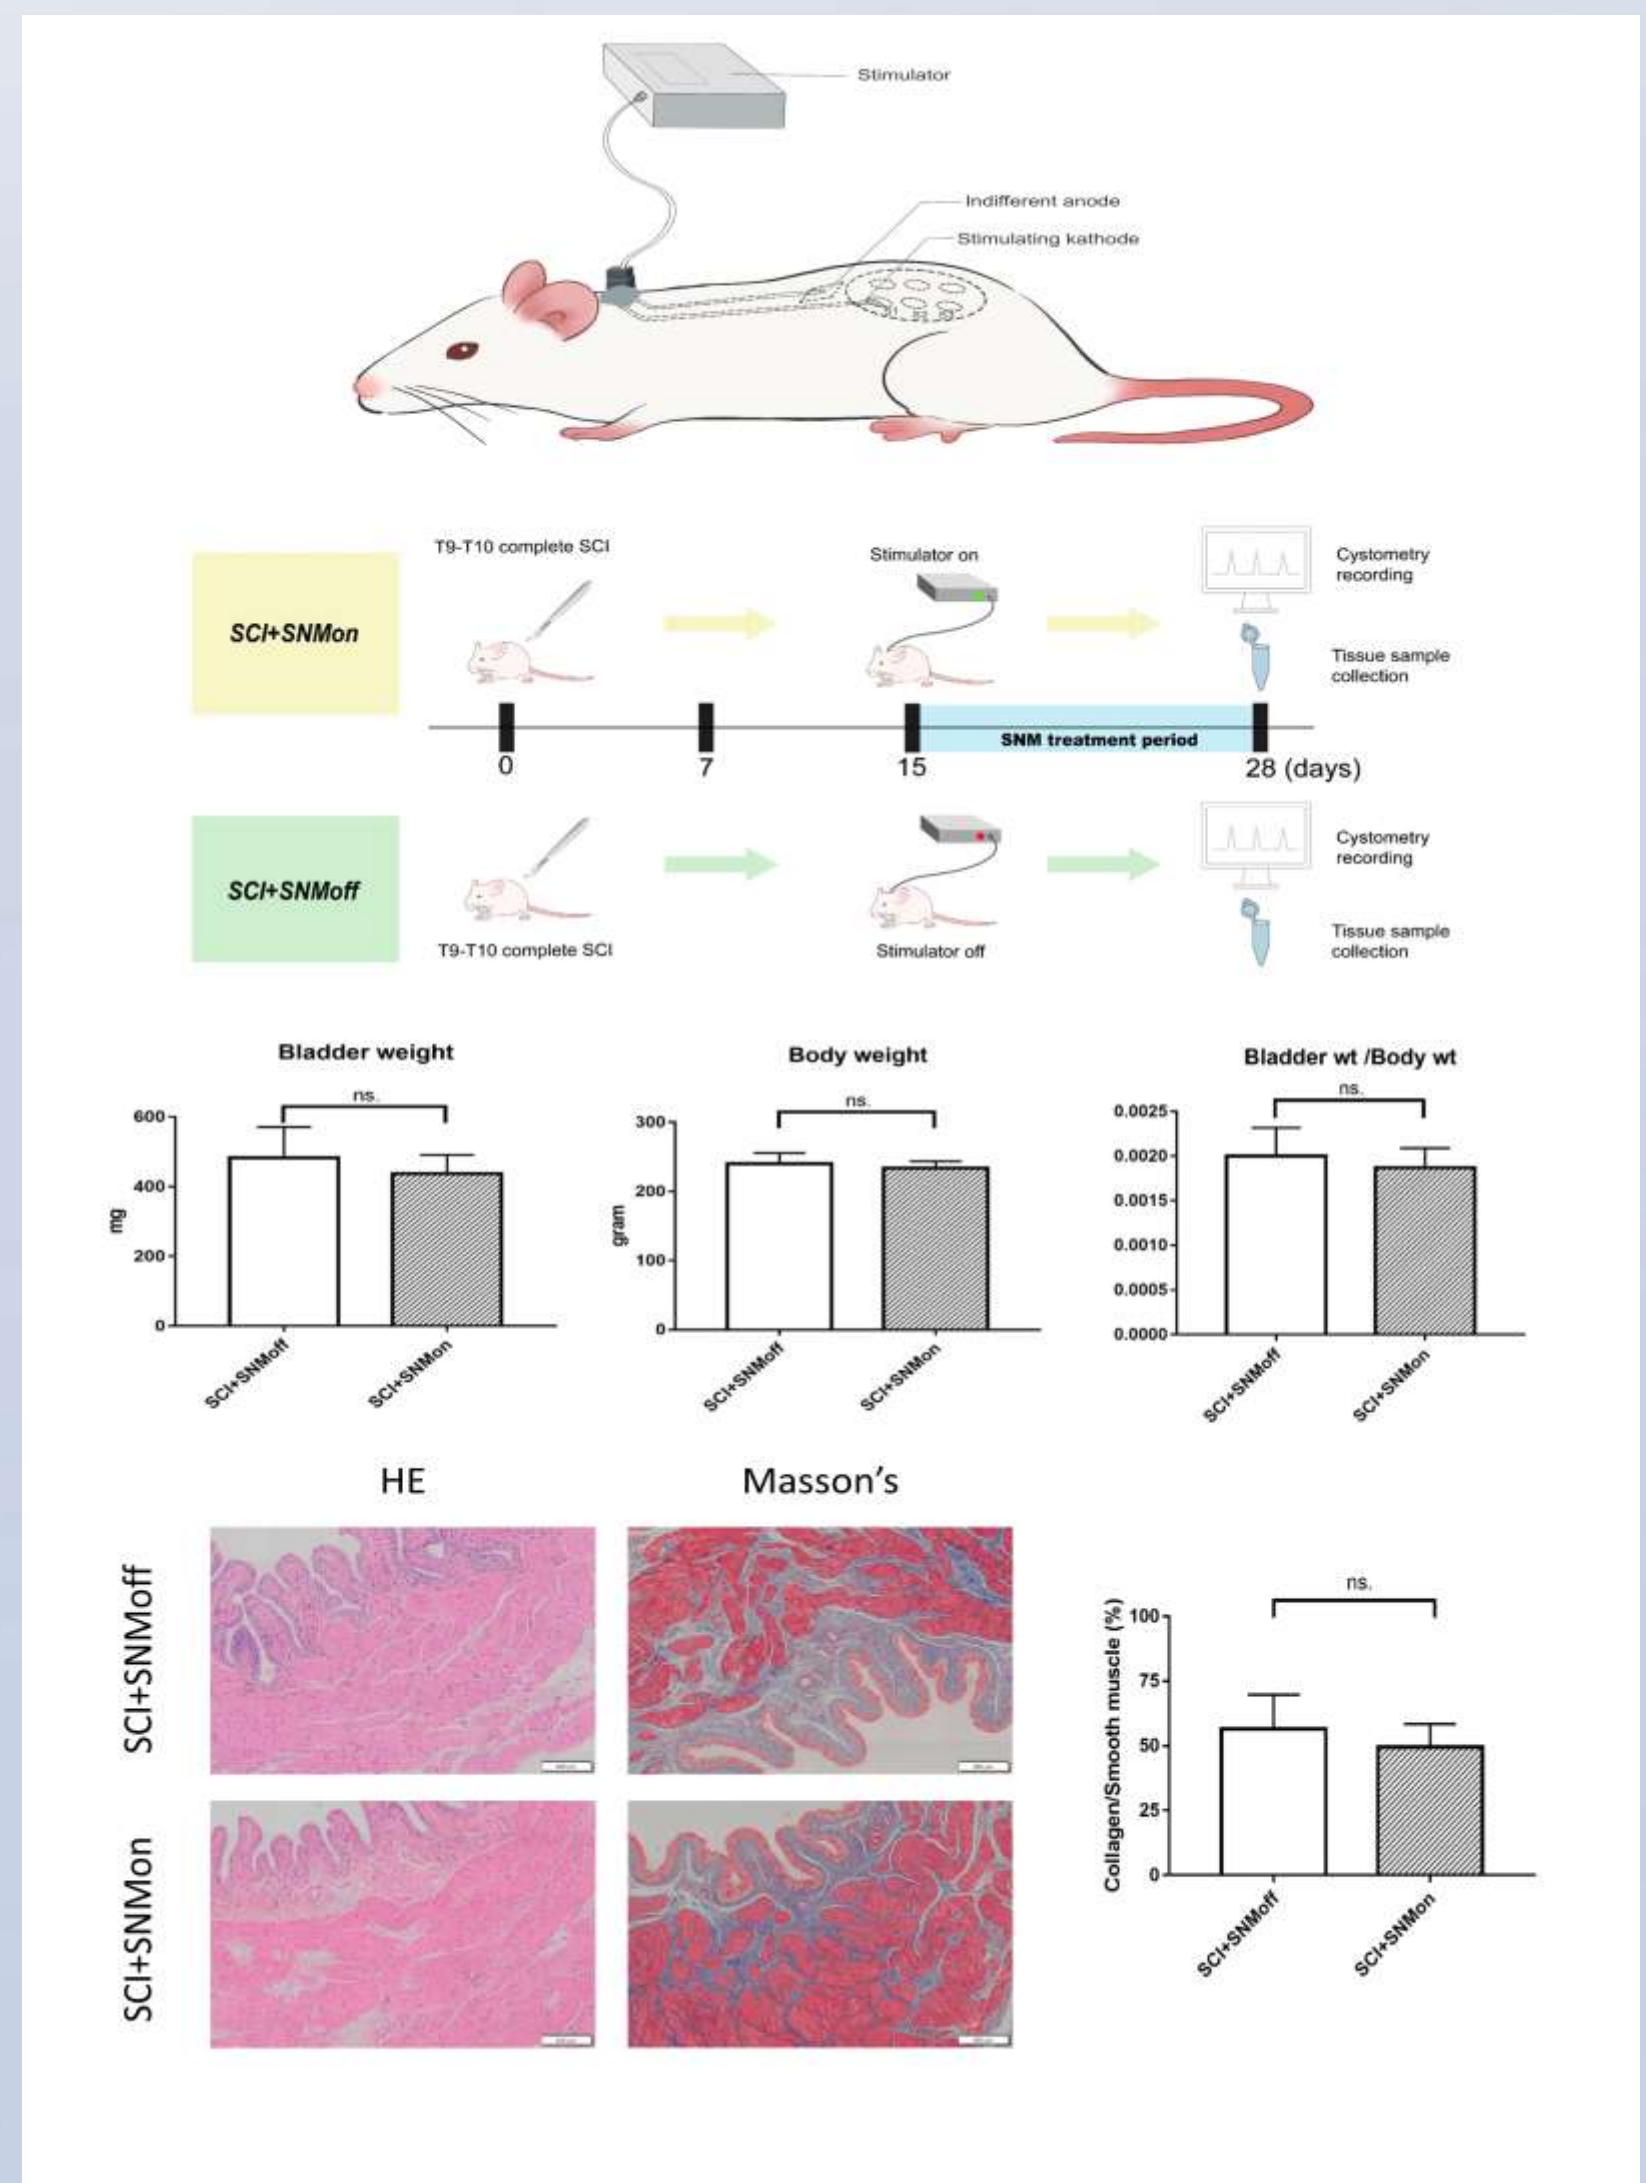 Stimulator
Indifferent anode
Stimulating kathode
SCI+SNMon
T9-T10 complete SCI
Stimulator on
Cystometry
recording
Tissue sample
collection
SNM treatment period
0
7
15
28 (days)
SCI+SNMoff
T9-T10 complete SCI
Stimulator off
Cystometry
recording
Tissue sample
collection
Bladder weight
ns.
600
400
200
0
mg
SCI+SNMoff
SCI+SNMon
Body weight
ns.
300
200
100
0
gram
SCI+SNMoff
SCI+SNMon
Bladder wt /Body wt
ns.
0.0025
0.0020
0.0015
0.0010
0.0005
0.0000
SCI+SNMoff
SCI+SNMon
HE
Masson's
SCI+SNMoff
SCI+SNMon
ns.
100
75
50
25
0
Collagen/Smooth muscle (%)
SCI+SNMoff
SCI+SNMon